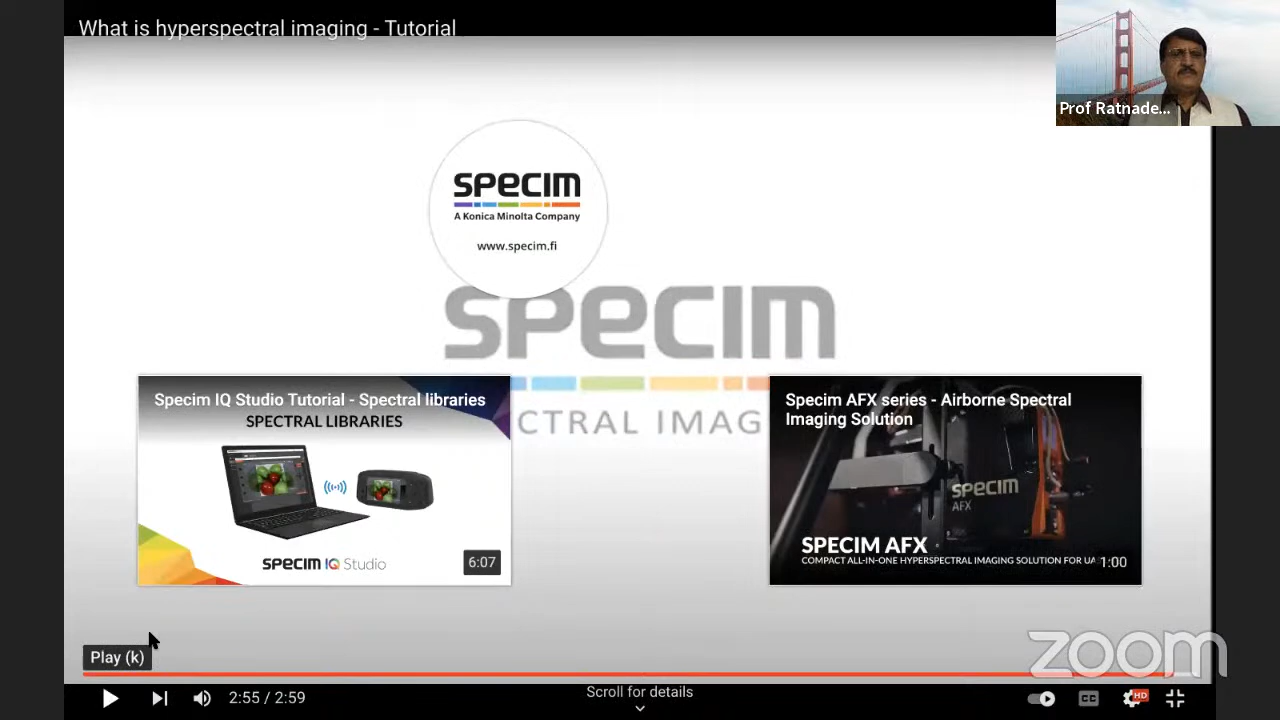 What is hyperspectral imaging - Tutorial
Prof Ratnade...
SPECIM
A Konica Minolta Company
www.specim.fi
SPECIM
CTRAL IMAG
Specim IQ Studio Tutorial - Spectral libraries
SPECTRAL LIBRARIES
SPECIM IQ Studio
6:07
Specim AFX series - Airborne Spectral
Imaging Solution
SPECIM
AFX
SPECIM AFX
COMPACT ALL-IN-ONE HYPERSPECTRAL IMAGING SOLUTION FOR UA
1:00
Play (k)
zoom
2:55 / 2:59
Scroll for details
CC
HD